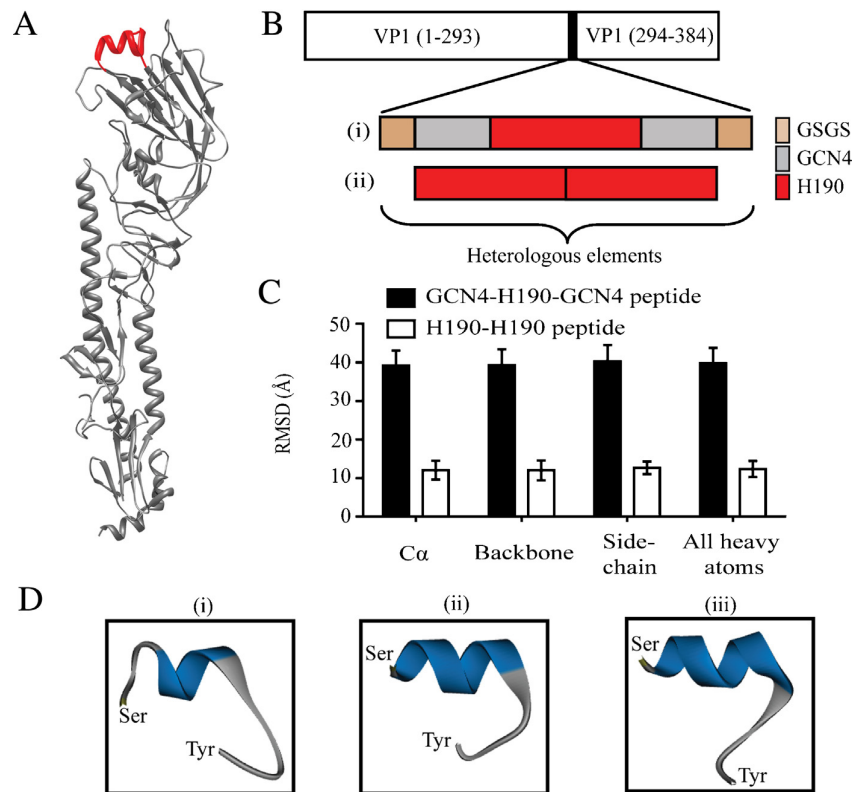 A
B
VP1 (1-293)
VP1 (294-384)
(i)
(ii)
GSGS
GCN4
H190
Heterologous elements
C
GCN4-H190-GCN4 peptide
H190-H190 peptide
RMSD (Å)
50
40
30
20
10
0
Cα
Backbone
Side-
chain
All heavy
atoms
D
(i)
Ser
Tyr
(ii)
Ser
Tyr
(iii)
Ser
Tyr